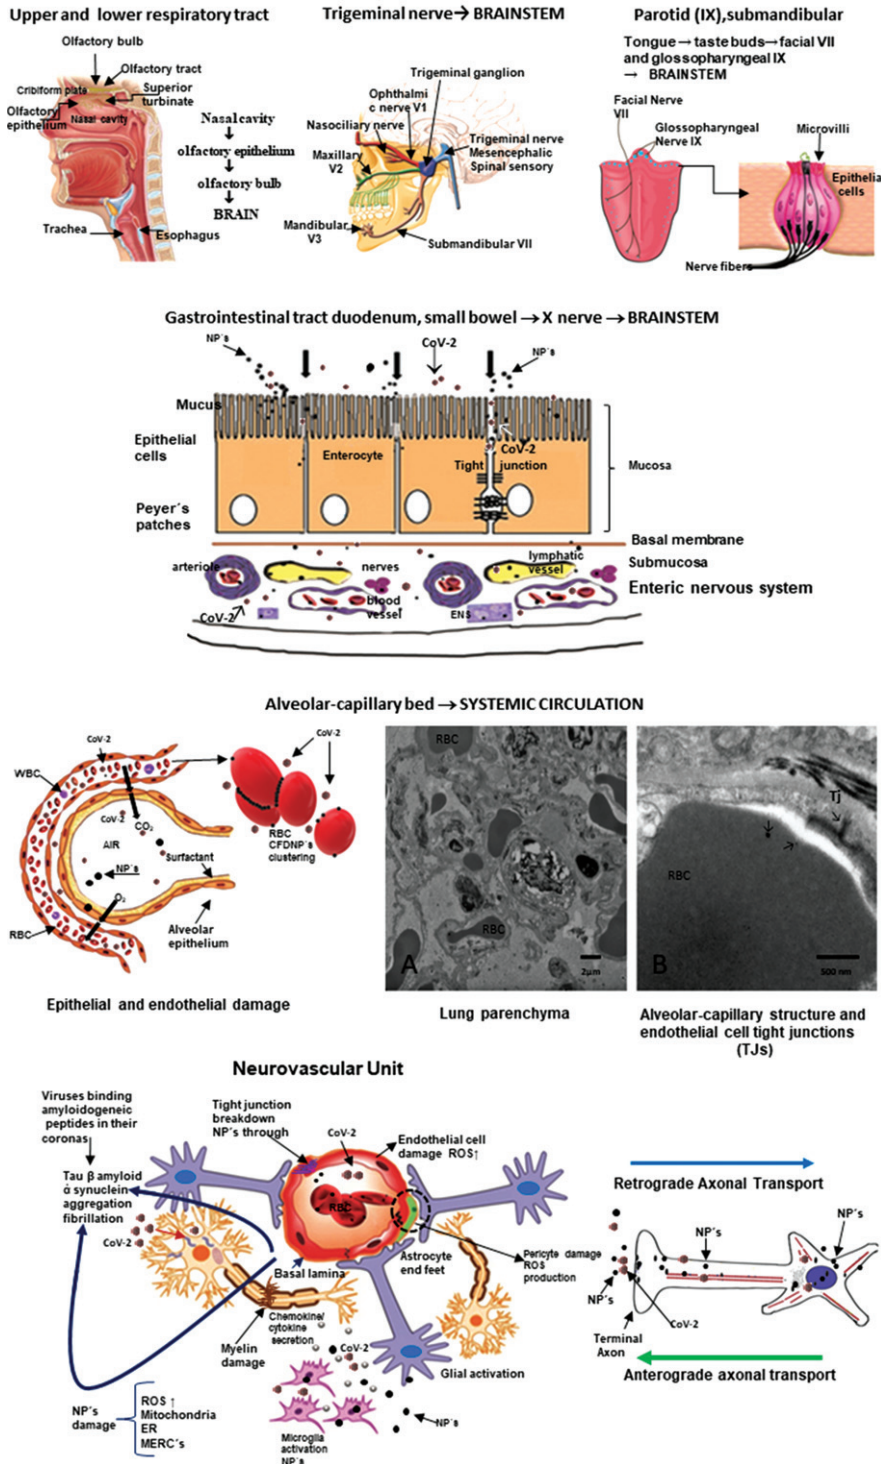 Upper and lower respiratory tract
Olfactory bulb
Olfactory tract
Cribiform plate
Superior
turbinate
Olfactory
epithelium
Nasal cavity
Trachea
Esophagus
Nasal cavity
olfactory epithelium
olfactory bulb
BRAIN
Trigeminal nerve→ BRAINSTEM
Trigeminal ganglion
Ophthalmi
c nerve V1
Nasociliary nerve
Maxillary
V2
Trigeminal nerve
Mesencephalic
Spinal sensory
Mandibular
V3
Submandibular VII
Parotid (IX),submandibular
Tongue → taste buds→ facial VII
and glossopharyngeal IX
→ BRAINSTEM
Facial Nerve
VII
Glossopharyngeal
Nerve IX
Microvilli
Epithelial
cells
Nerve fibers
Gastrointestinal tract duodenum, small bowel → X nerve → BRAINSTEM
NP´s
CoV-2
NP´s
Mucus
Epithelial
cells
Enterocyte
CoV-2
Tight junction
Mucosa
Peyer´s
patches
Basal membrane
arteriole
nerves
lymphatic
vessel
Submucosa
Enteric nervous system
CoV-2
blood
vessel
ENS
Alveolar-capillary bed → SYSTEMIC CIRCULATION
CoV-2
WBC
CoV-2
CO₂
AIR
NP´s
Surfactant
O₂
RBC
Alveolar
epithelium
CoV-2
RBC
CFDNP´s
clustering
Epithelial and endothelial damage
RBC
RBC
A
2µm
Lung parenchyma
Tj
RBC
B
500 nm
Alveolar-capillary structure and
endothelial cell tight junctions
(TJs)
Neurovascular Unit
Viruses binding
amyloidogeneic
peptides in their
coronas
Tau β amyloid
ά synuclein
aggregation
fibrillation
CoV-2
Tight junction
breakdown
NP´s through
CoV-2
Endothelial cell
damage ROS↑
RBC
Basal lamina
Astrocyte
end feet
Pericyte damage
ROS
production
Chemokine/
cytokine
secretion
Myelin
damage
CoV-2
Glial activation
NP´s
damage
ROS ↑
Mitochondria
ER
MERC´s
Microglia
activation
NP´s
NP´s
Retrograde Axonal Transport
NP´s
NP´s
NP´s
CoV-2
Terminal
Axon
Anterograde axonal transport